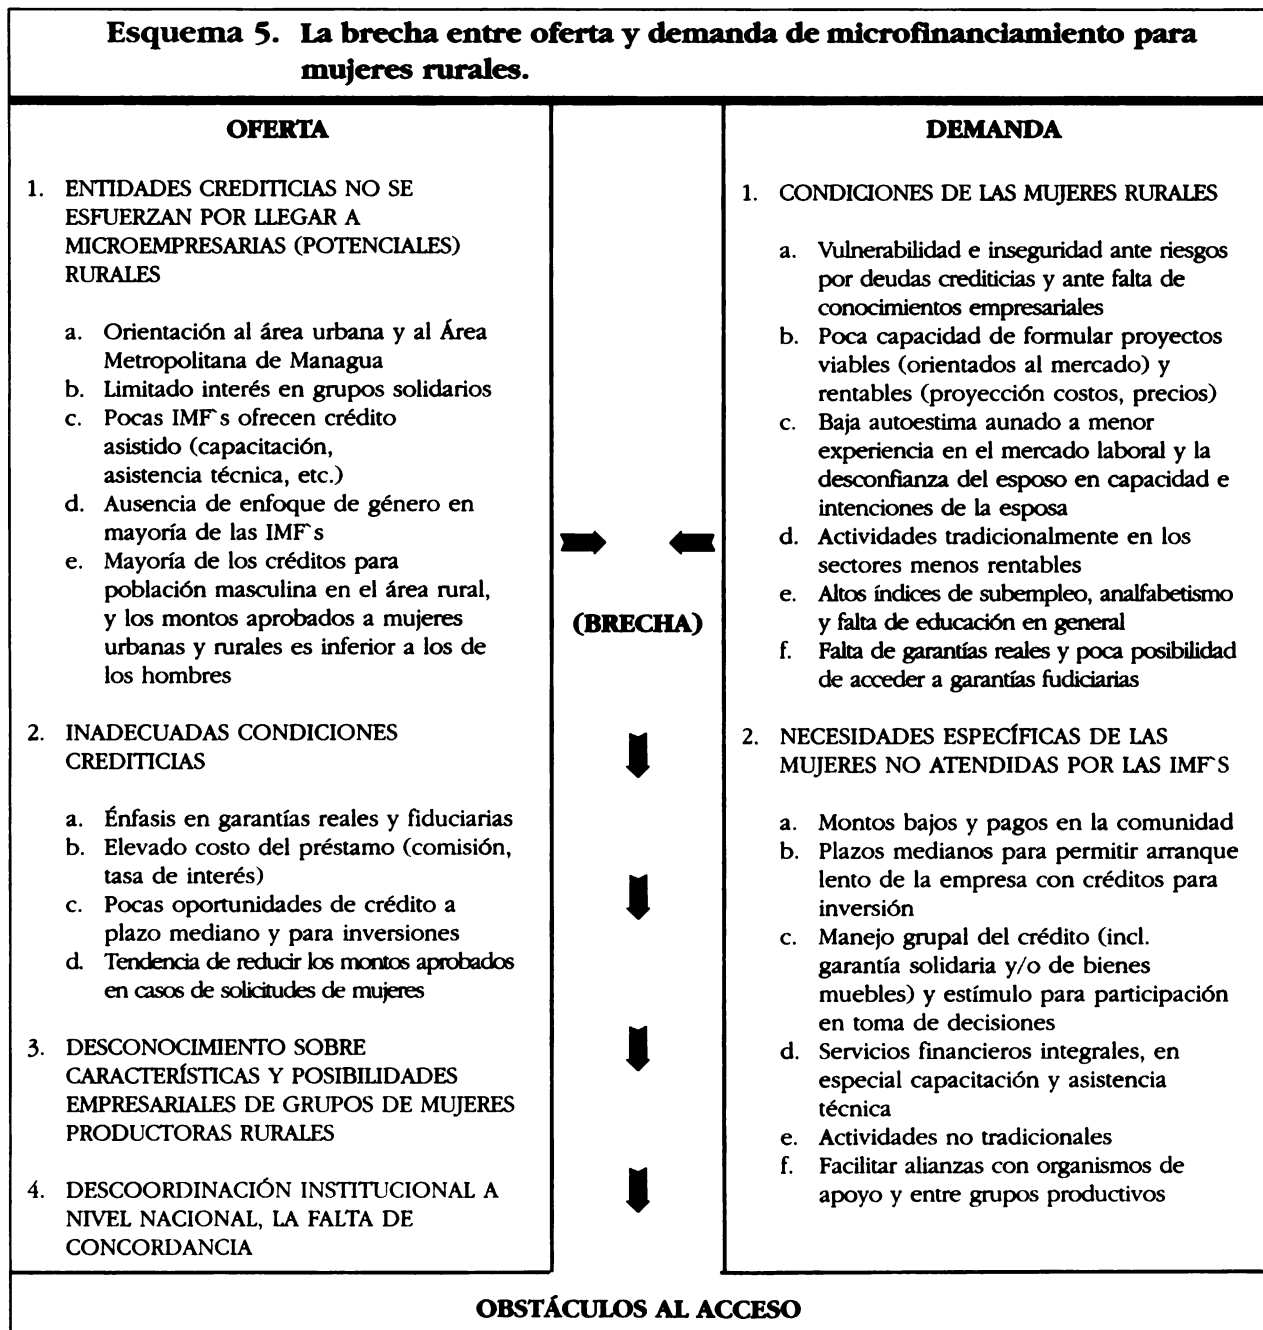 Esquema 5. La brecha entre oferta y demanda de microfinanciamiento para
mujeres rurales.
OFERTA
1. ENTIDADES CREDITICIAS NO SE
ESFUERZAN POR LLEGAR A
MICROEMPRESARIAS (POTENCIALES)
RURALES
a. Orientación al área urbana y al Área
Metropolitana de Managua
b. Limitado interés en grupos solidarios
c. Pocas IMF`s ofrecen crédito
asistido (capacitación,
asistencia técnica, etc.)
d. Ausencia de enfoque de género en
mayoría de las IMF`s
e. Mayoría de los créditos para
población masculina en el área rural,
y los montos aprobados a mujeres
urbanas y rurales es inferior a los de
los hombres
2. INADECUADAS CONDICIONES
CREDITICIAS
a. Énfasis en garantías reales y fiduciarias
b. Elevado costo del préstamo (comisión,
tasa de interés)
c. Pocas oportunidades de crédito a
plazo mediano y para inversiones
d. Tendencia de reducir los montos aprobados
en casos de solicitudes de mujeres
3. DESCONOCIMIENTO SOBRE
CARACTERÍSTICAS Y POSIBILIDADES
EMPRESARIALES DE GRUPOS DE MUJERES
PRODUCTORAS RURALES
4. DESCOORDINACIÓN INSTITUCIONAL A
NIVEL NACIONAL, LA FALTA DE
CONCORDANCIA
(BRECHA)
DEMANDA
1. CONDICIONES DE LAS MUJERES RURALES
a. Vulnerabilidad e inseguridad ante riesgos
por deudas crediticias y ante falta de
conocimientos empresariales
b. Poca capacidad de formular proyectos
viables (orientados al mercado) y
rentables (proyección costos, precios)
c. Baja autoestima aunado a menor
experiencia en el mercado laboral y la
desconfianza del esposo en capacidad e
intenciones de la esposa
d. Actividades tradicionalmente en los
sectores menos rentables
e. Altos índices de subempleo, analfabetismo
y falta de educación en general
f. Falta de garantías reales y poca posibilidad
de acceder a garantías fudiciarias
2. NECESIDADES ESPECÍFICAS DE LAS
MUJERES NO ATENDIDAS POR LAS IMF`S
a. Montos bajos y pagos en la comunidad
b. Plazos medianos para permitir arranque
lento de la empresa con créditos para
inversión
c. Manejo grupal del crédito (incl.
garantía solidaria y/o de bienes
muebles) y estímulo para participación
en toma de decisiones
d. Servicios financieros integrales, en
especial capacitación y asistencia
técnica
e. Actividades no tradicionales
f. Facilitar alianzas con organismos de
apoyo y entre grupos productivos
OBSTÁCULOS AL ACCESO